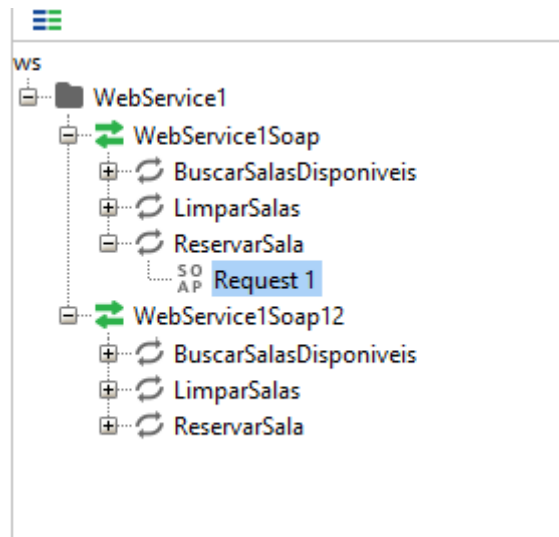 ws
WebService1
WebService1Soap
BuscarSalasDisponiveis
LimparSalas
ReservarSala
SO
AP Request 1
WebService1Soap12
BuscarSalasDisponiveis
LimparSalas
ReservarSala